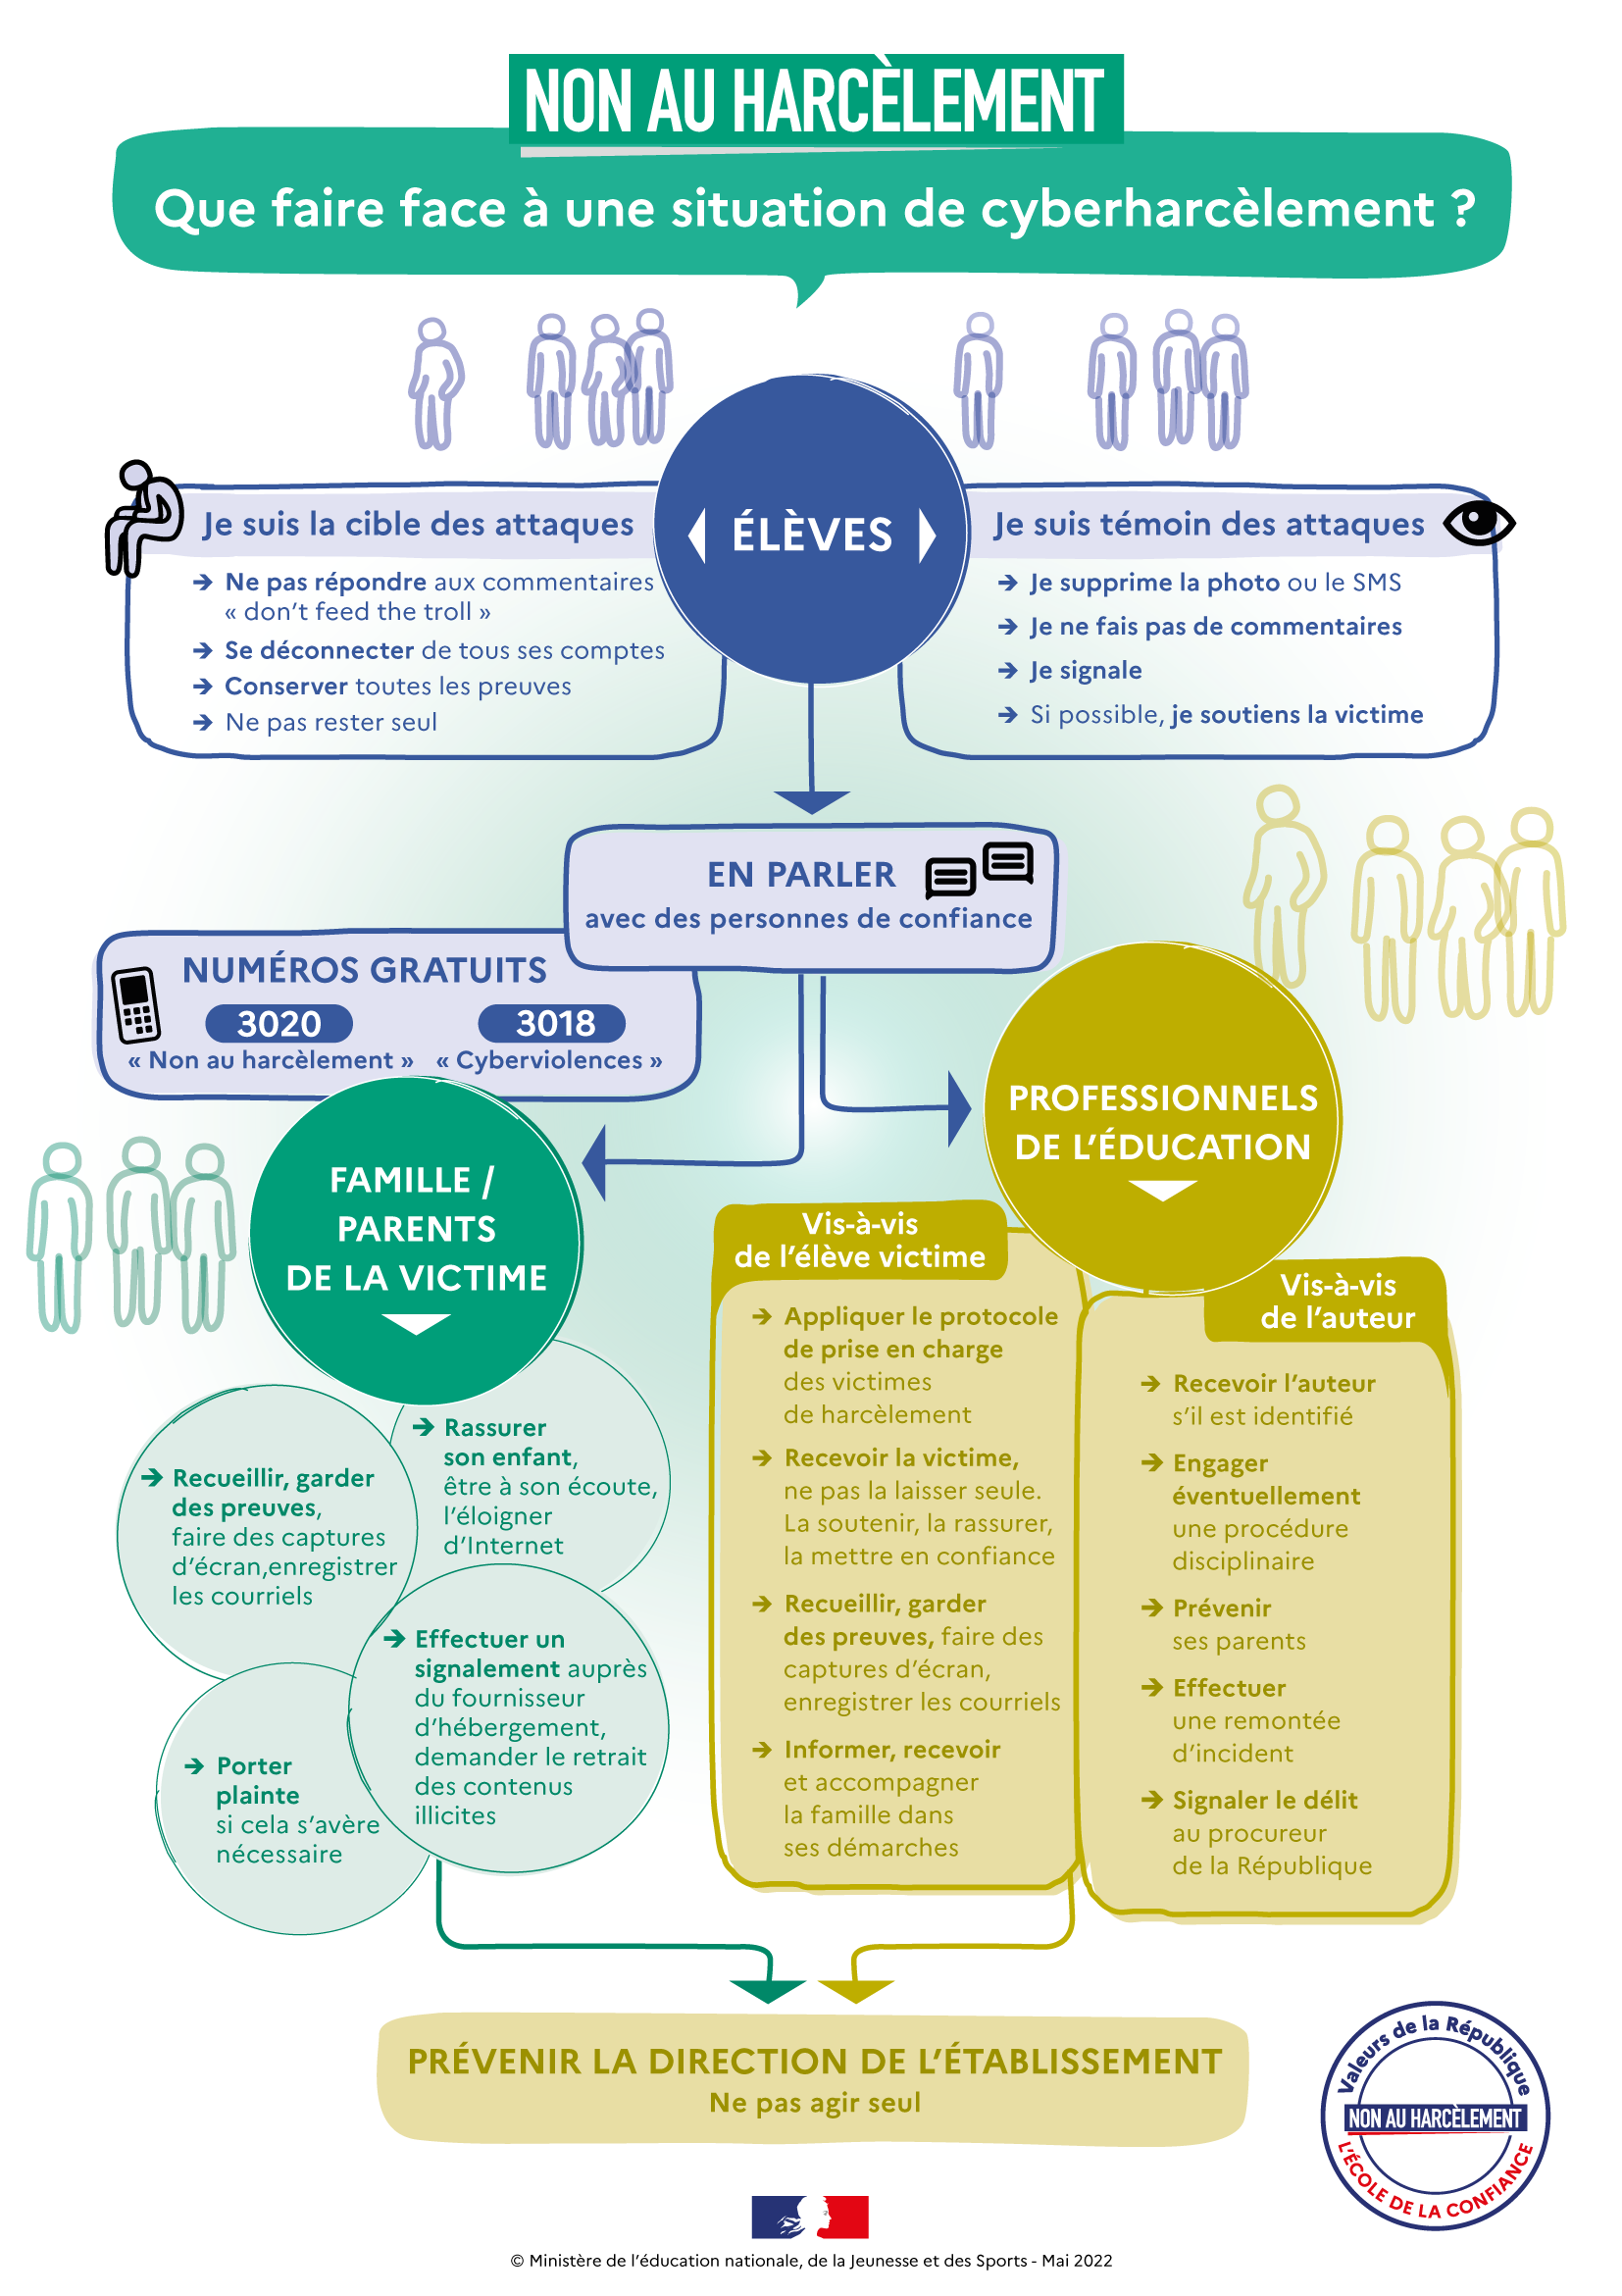 NON AU HARCÈLEMENT
Que faire face à une situation de cyberharcèlement ?
ÉLÈVES
Je suis la cible des attaques
➔ Ne pas répondre aux commentaires
« don’t feed the troll »
➔ Se déconnecter de tous ses comptes
➔ Conserver toutes les preuves
➔ Ne pas rester seul
Je suis témoin des attaques
➔ Je supprime la photo ou le SMS
➔ Je ne fais pas de commentaires
➔ Je signale
➔ Si possible, je soutiens la victime
EN PARLER
avec des personnes de confiance
NUMÉROS GRATUITS
3020
« Non au harcèlement »
3018
« Cyberviolences »
FAMILLE /
PARENTS
DE LA VICTIME
➔ Rassurer
son enfant,
être à son écoute,
l’éloigner
d’Internet
➔ Recueillir, garder
des preuves,
faire des captures
d’écran,enregistrer
les courriels
➔ Effectuer un
signalement auprès
du fournisseur
d’hébergement,
demander le retrait
des contenus
illicites
➔ Porter
plainte
si cela s’avère
nécessaire
PROFESSIONNELS
DE L’ÉDUCATION
Vis-à-vis
de l’élève victime
➔ Appliquer le protocole
de prise en charge
des victimes
de harcèlement
➔ Recevoir la victime,
ne pas la laisser seule.
La soutenir, la rassurer,
la mettre en confiance
➔ Recueillir, garder
des preuves, faire des
captures d’écran,
enregistrer les courriels
➔ Informer, recevoir
et accompagner
la famille dans
ses démarches
Vis-à-vis
de l’auteur
➔ Recevoir l’auteur
s’il est identifié
➔ Engager
éventuellement
une procédure
disciplinaire
➔ Prévenir
ses parents
➔ Effectuer
une remontée
d’incident
➔ Signaler le délit
au procureur
de la République
PRÉVENIR LA DIRECTION DE L’ÉTABLISSEMENT
Ne pas agir seul
Valeurs de la République
NON AU HARCÈLEMENT
L’ÉCOLE DE LA CONFIANCE
© Ministère de l’éducation nationale, de la Jeunesse et des Sports - Mai 2022